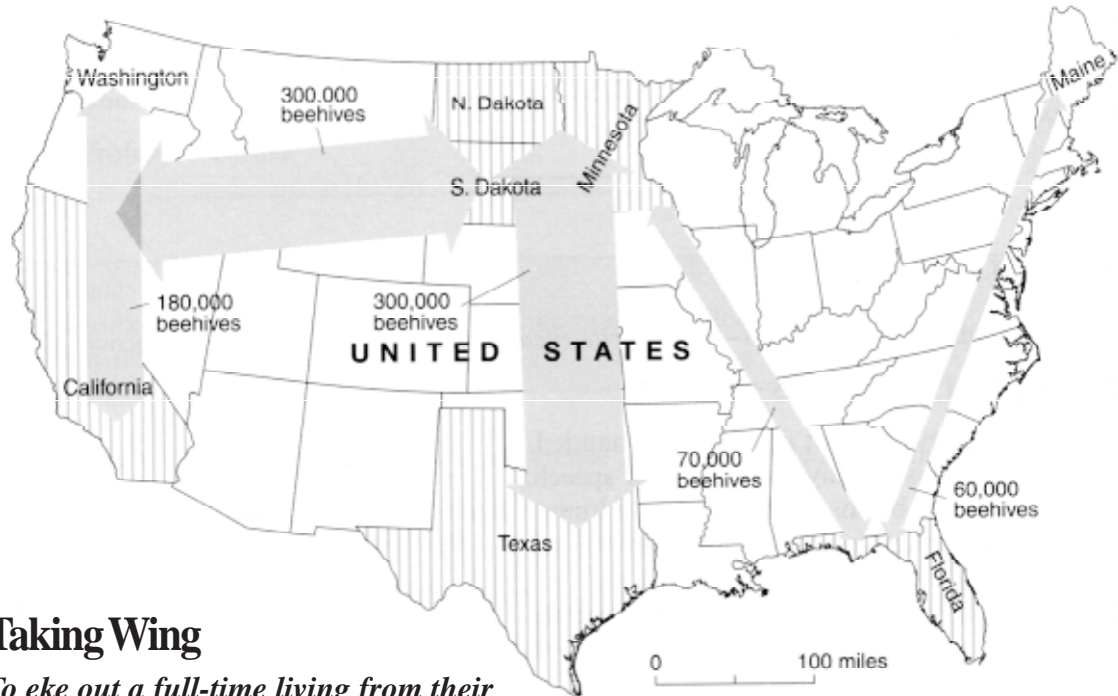 Washington
300.000
beehives
N. Dakota
Minnesota
Maine
S. Dakota
180,000
beehives
300,000
beehives
UNITED STATES
California
70,000
beehives
60,000
beehives
Texas
Florida
Taking Wing
0 100 miles
To eke out a full-time living from their